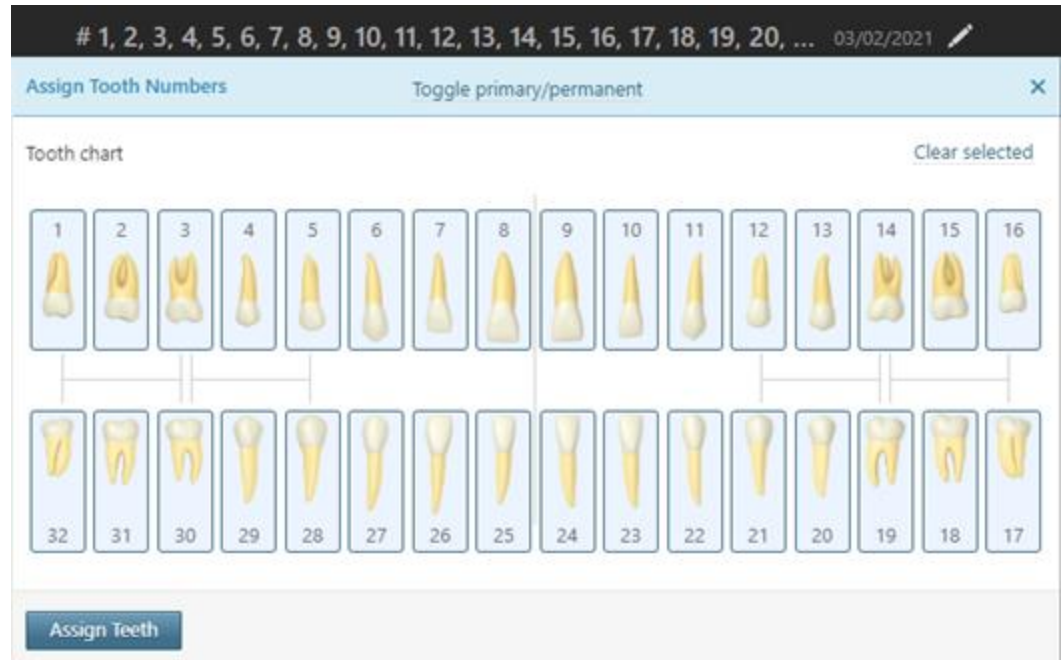 # 1, 2, 3, 4, 5, 6, 7, 8, 9, 10, 11, 12, 13, 14, 15, 16, 17, 18, 19, 20, ... 03/02/2021
Assign Tooth Numbers Toggle primary/permanent ×
Tooth chart Clear selected
1 2 3 4 5 6 7 8 9 10 11 12 13 14 15 16
32 31 30 29 28 27 26 25 24 23 22 21 20 19 18 17
Assign Teeth